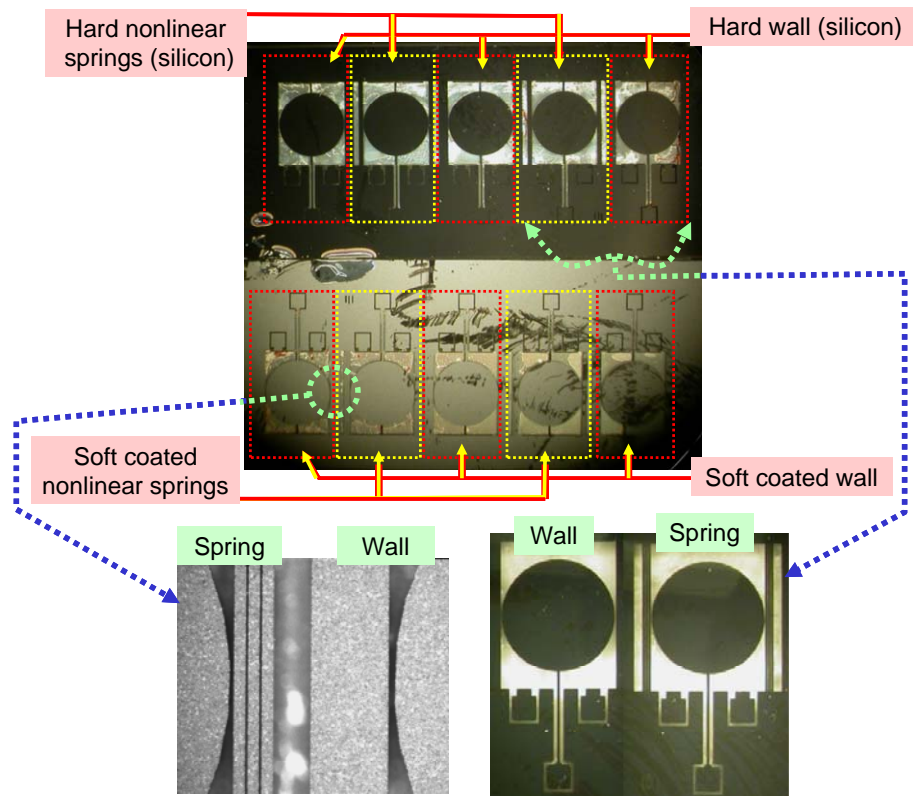 Hard nonlinear
springs (silicon)
Hard wall (silicon)
Soft coated
nonlinear springs
Soft coated wall
Spring
Wall
Wall
Spring